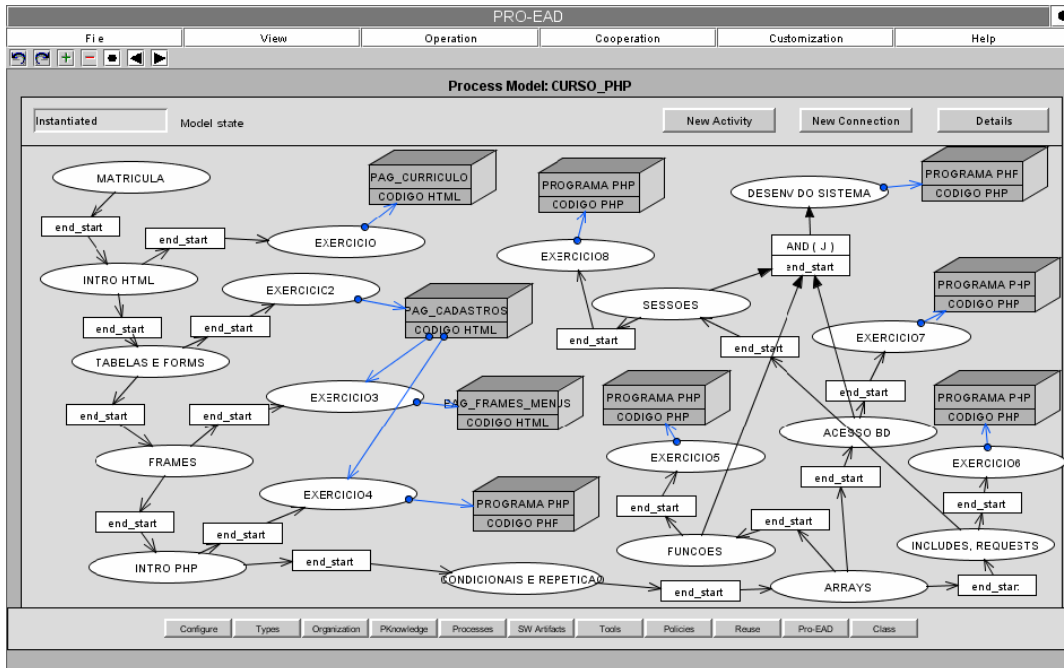 PRO-EAD
File View Operation Cooperation Customization Help
Process Model: CURSO_PHP
Instantiated Model state New Activity New Connection Details
MATRICULA
PAG_CURRICULO
CODIGO HTML
PROGRAMA PHP
CODIGO PHP
DESENV DO SISTEMA
PROGRAMA PHF
CODIGO PHP
end_start
end_start
EXERCICIO
EXERCICIO8
AND ( J )
end_start
INTRO HTML
EXERCICIC2
PAG_CADASTROS
CODIGO HTML
SESSOES
PROGRAMA PHP
CODIGO PHP
end_start
end_start
end_start
end_start
EXERCICIO7
TABELAS E FORMS
EXERCICIO3
PAG_FRAMES_MENUS
CODIGO HTML
PROGRAMA PHP
CODIGO PHP
end_start
PROGRAMA PHP
CODIGO PHP
end_start
end_start
ACESSO BD
FRAMES
EXERCICIO5
EXERCICIO6
EXERCICIO4
PROGRAMA PHP
CODIGO PHF
end_start
end_start
end_start
end_start
end_start
end_start
FUNCOES
INCLUDES, REQUESTS
INTRO PHP
end_start
CONDICIONAIS E REPETICAO
end_start
ARRAYS
end_star:
Configure Types Organization PKnowledge Processes SW Artifacts Tools Policies Reuse Pro-EAD Class